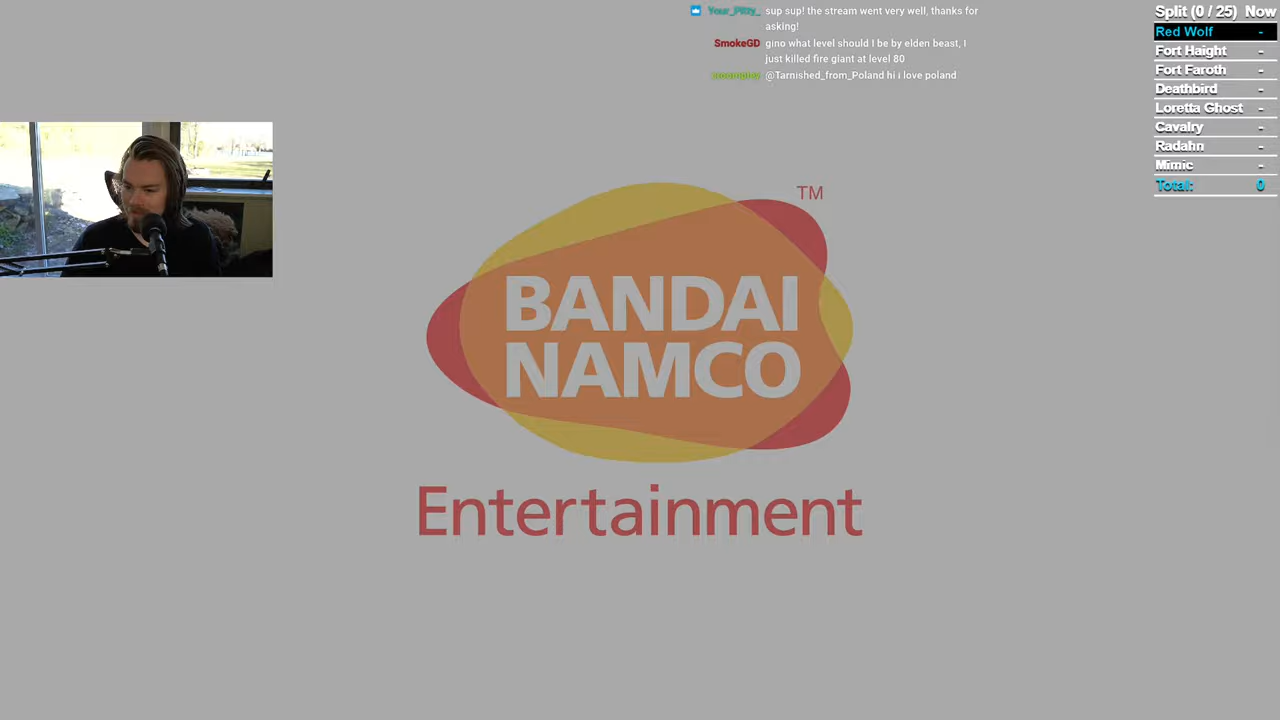 Your_Pitty_ sup sup! the stream went very well, thanks for
asking!
SmokeGD gino what level should I be by elden beast, I
just killed fire giant at level 80
@Tarnished_from_Poland hi i love poland
Split (0 / 25) Now
Red Wolf -
Fort Haight -
Fort Faroth -
Deathbird -
Loretta Ghost -
Cavalry -
Radahn -
Mimic -
Total: 0
TM
BANDAI
NAMCO
Entertainment